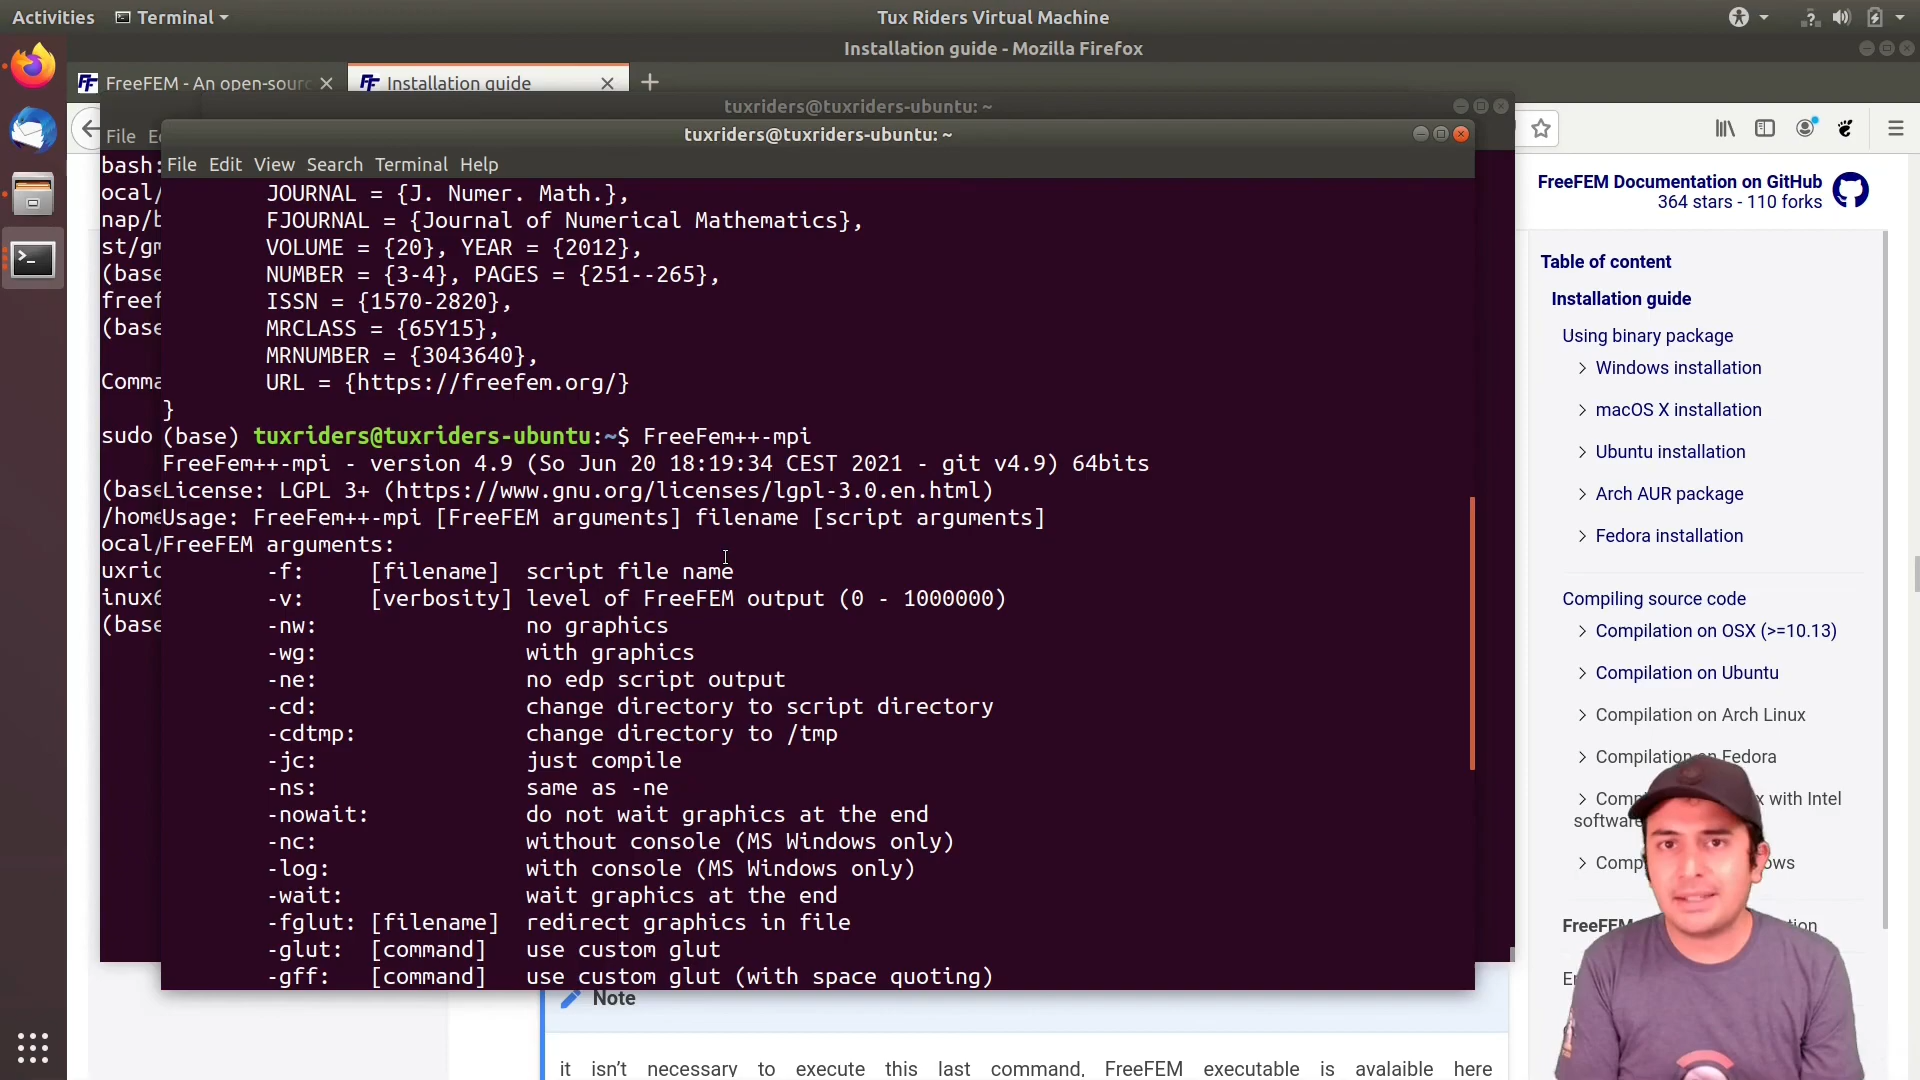 Activities
Terminal
Tux Riders Virtual Machine
Installation guide - Mozilla Firefox
FreeFEM - An open-sourc
Installation guide
tuxriders@tuxriders-ubuntu: ~
File
tuxriders@tuxriders-ubuntu: ~
File Edit View Search Terminal Help
bash:
ocal/
nap/b
st/gm
(base
freef
(base
Comma
sudo
(base
/home
ocal/
uxric
inux6
(base
JOURNAL = {J. Numer. Math.},
FJOURNAL = {Journal of Numerical Mathematics},
VOLUME = {20}, YEAR = {2012},
NUMBER = {3-4}, PAGES = {251--265},
ISSN = {1570-2820},
MRCLASS = {65Y15},
MRNUMBER = {3043640},
URL = {https://freefem.org/}
}
(base) tuxriders@tuxriders-ubuntu:~$ FreeFem++-mpi
FreeFem++-mpi - version 4.9 (So Jun 20 18:19:34 CEST 2021 - git v4.9) 64bits
License: LGPL 3+ (https://www.gnu.org/licenses/lgpl-3.0.en.html)
Usage: FreeFem++-mpi [FreeFEM arguments] filename [script arguments]
FreeFEM arguments:
-f: [filename] script file name
-v: [verbosity] level of FreeFEM output (0 - 1000000)
-nw: no graphics
-wg: with graphics
-ne: no edp script output
-cd: change directory to script directory
-cdtmp: change directory to /tmp
-jc: just compile
-ns: same as -ne
-nowait: do not wait graphics at the end
-nc: without console (MS Windows only)
-log: with console (MS Windows only)
-wait: wait graphics at the end
-fglut: [filename] redirect graphics in file
-glut: [command] use custom glut
-gff: [command] use custom glut (with space quoting)
Note
it isn't necessary to execute this last command, FreeFEM executable is avalaible here
FreeFEM Documentation on GitHub
364 stars - 110 forks
Table of content
Installation guide
Using binary package
Windows installation
macOS X installation
Ubuntu installation
Arch AUR package
Fedora installation
Compiling source code
Compilation on OSX (>=10.13)
Compilation on Ubuntu
Compilation on Arch Linux
Compilation on Fedora
Comp x with Intel
software
Comp ows
FreeFEM tion